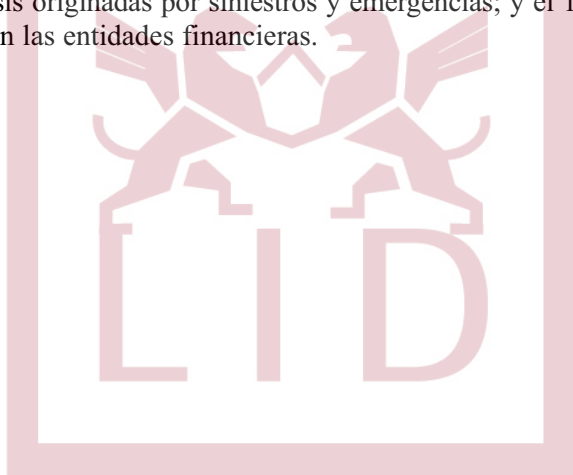 sis originadas por siniestros y emergencias; y el
n las entidades financieras.
LID